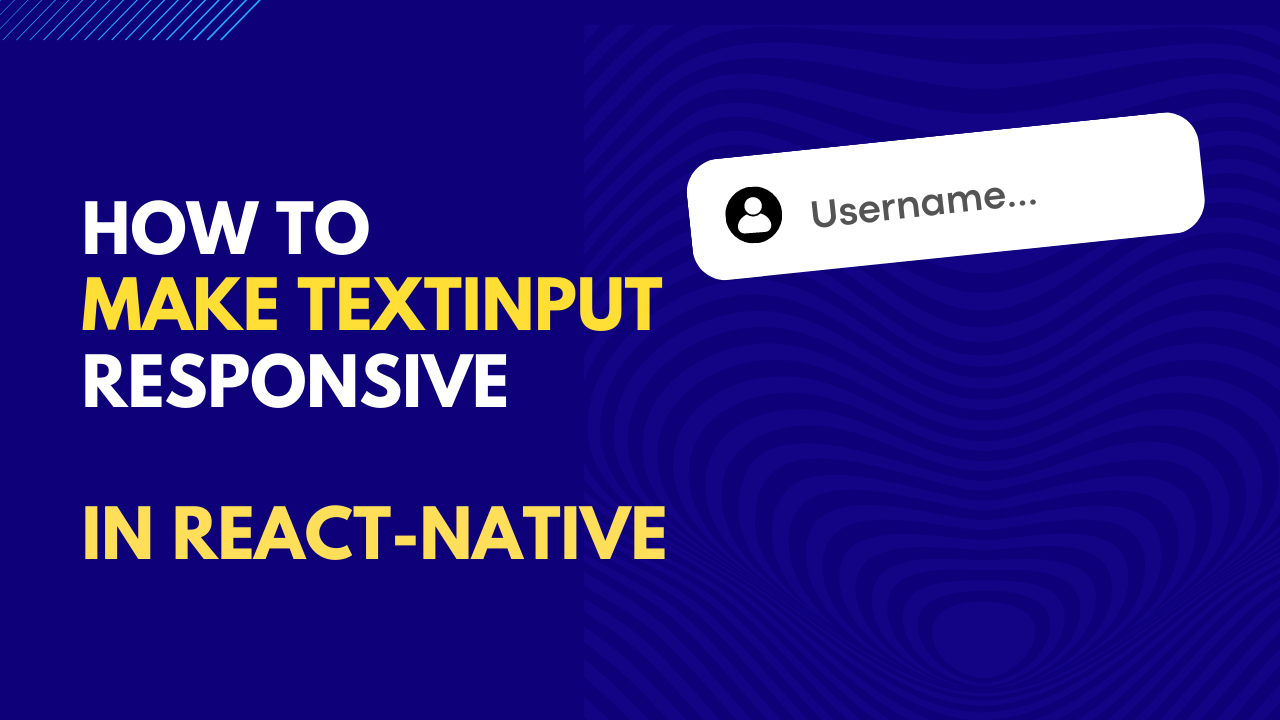 HOW TO
MAKE TEXTINPUT
RESPONSIVE
IN REACT-NATIVE
Username...